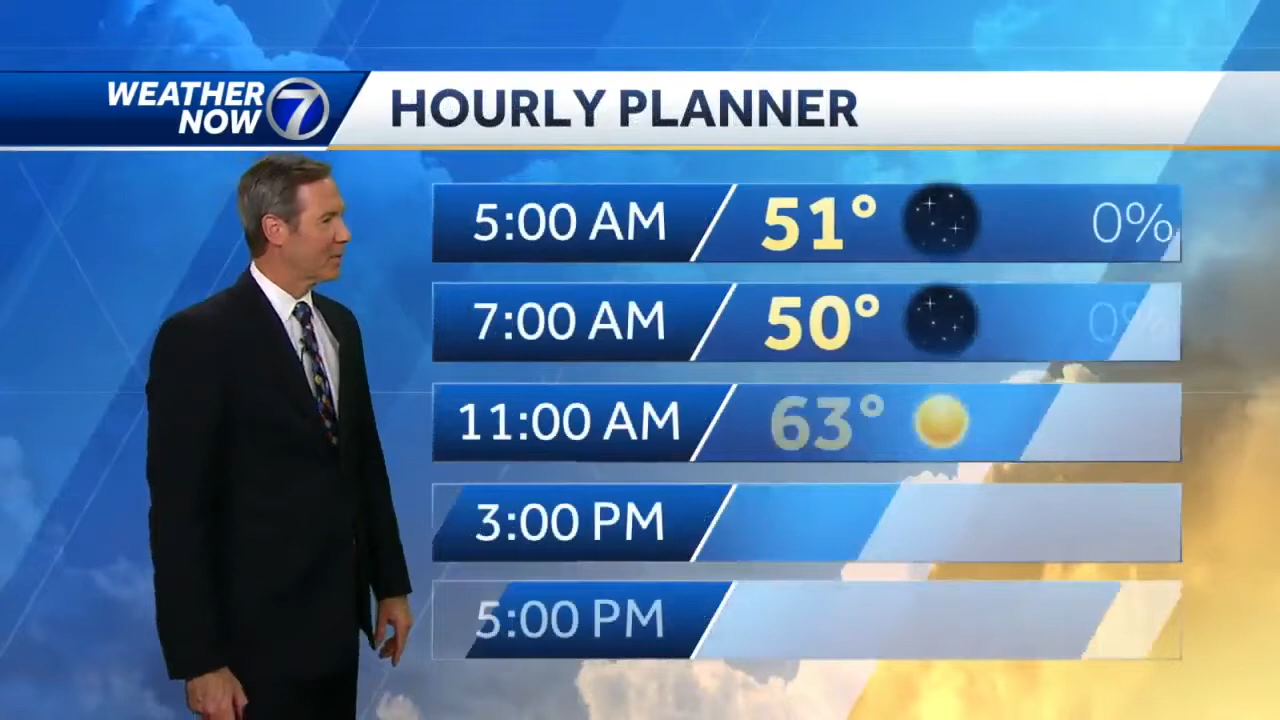 WEATHER
NOW 7
HOURLY PLANNER
5:00 AM 51° 0%
7:00 AM 50° 0%
11:00 AM 63°
3:00 PM
5:00 PM